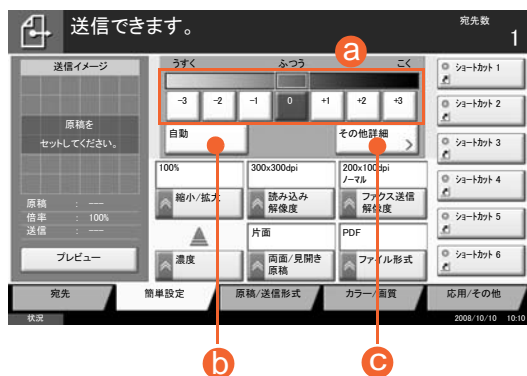 送信できます。
宛先数
1
送信イメージ
原稿を
セットしてください。
原稿 : ---
倍率 : 100%
送信 : ---
プレビュー
うすく ふつう こく
a
-3 -2 -1 0 +1 +2 +3
自動
その他詳細
100%
縮小/拡大
300x300dpi
読み込み
解像度
200x100dpi
ノーマル
ファクス送信
解像度
濃度
片面
両面/見開き
原稿
PDF
ファイル形式
ショートカット 1
ショートカット 2
ショートカット 3
ショートカット 4
ショートカット 5
ショートカット 6
宛先
簡単設定
原稿/送信形式
カラー/画質
応用/その他
状況
2008/10/10 10:10
b
c